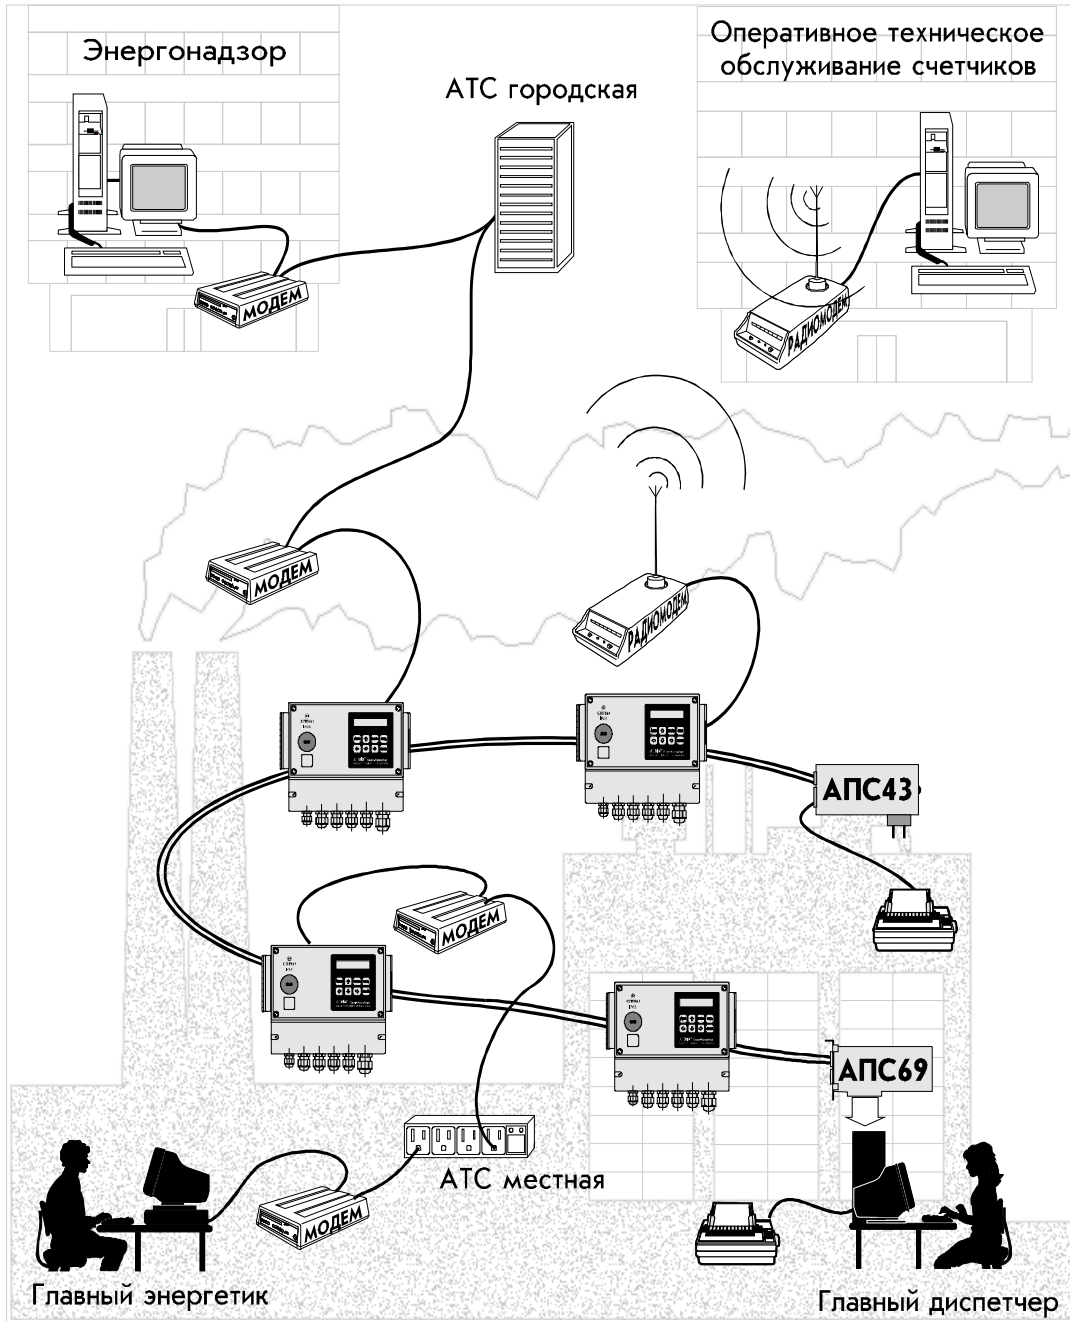 Энергонадзор
Оперативное техническое
обслуживание счетчиков
АТС городская
МОДЕМ
РАДИОМОДЕМ
МОДЕМ
РАДИОМОДЕМ
АПС43
МОДЕМ
АПС69
АТС местная
МОДЕМ
Главный энергетик
Главный диспетчер